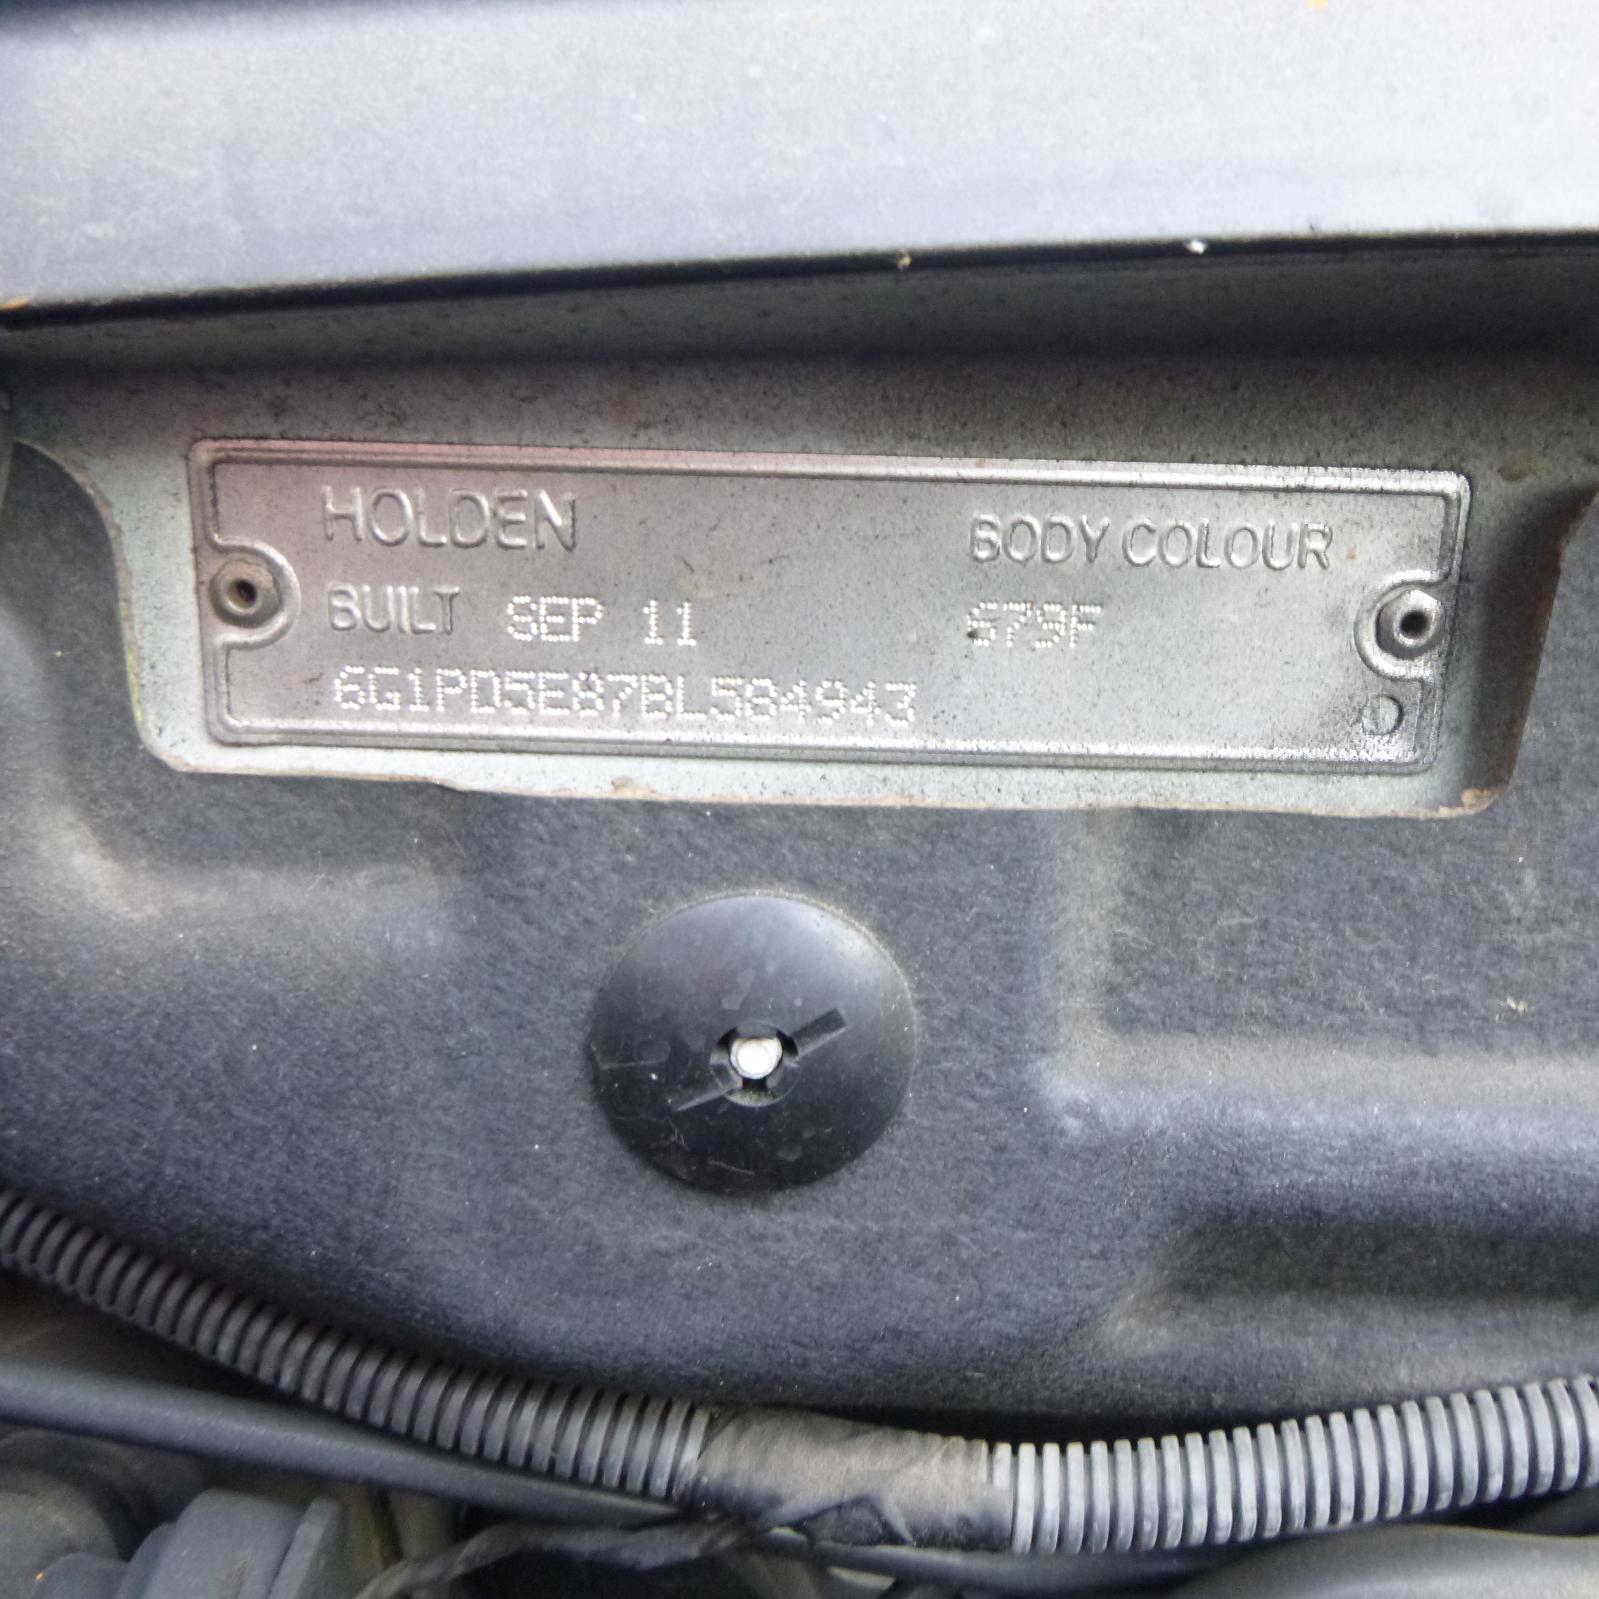 HOLDEN BODY COLOUR
BUILT SEP 11 679F
6G1PD5E87BL584943